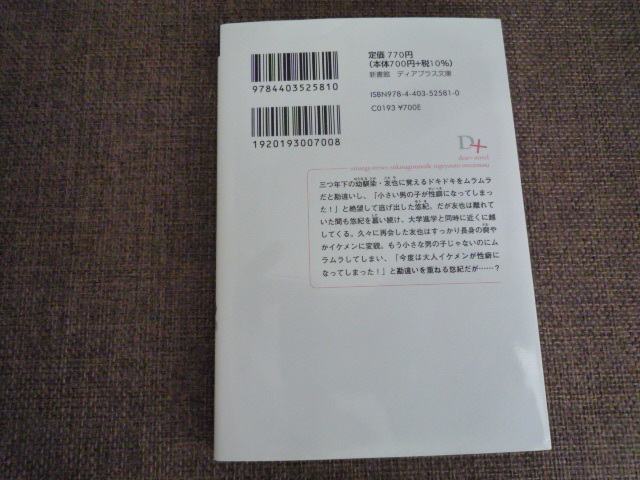 定価 770円
(本体700円+税10%)
新書館 ディアプラス文庫
9784403525810
ISBN978-4-403-52581-0
C0193 ¥700E
1920193007008
D+
dear+ novel
三つ年下の幼馴染・友也に覚えるドキドキをムラムラ
だと勘違いし、「小さい男の子が性癖になってしまっ
た!」と絶望して逃げ出した悠紀。だが友也は離れて
いた間も悠紀を慕い続け、大学進学と同時に近くに越
してくる。久々に再会した友也はすっかり長身の爽や
かイケメンに変貌。もう小さな男の子じゃないのにム
ラムラしてしまい、「今度は大人イケメンが性癖に
なってしまった!」と勘違いを重ねる悠紀だが……?